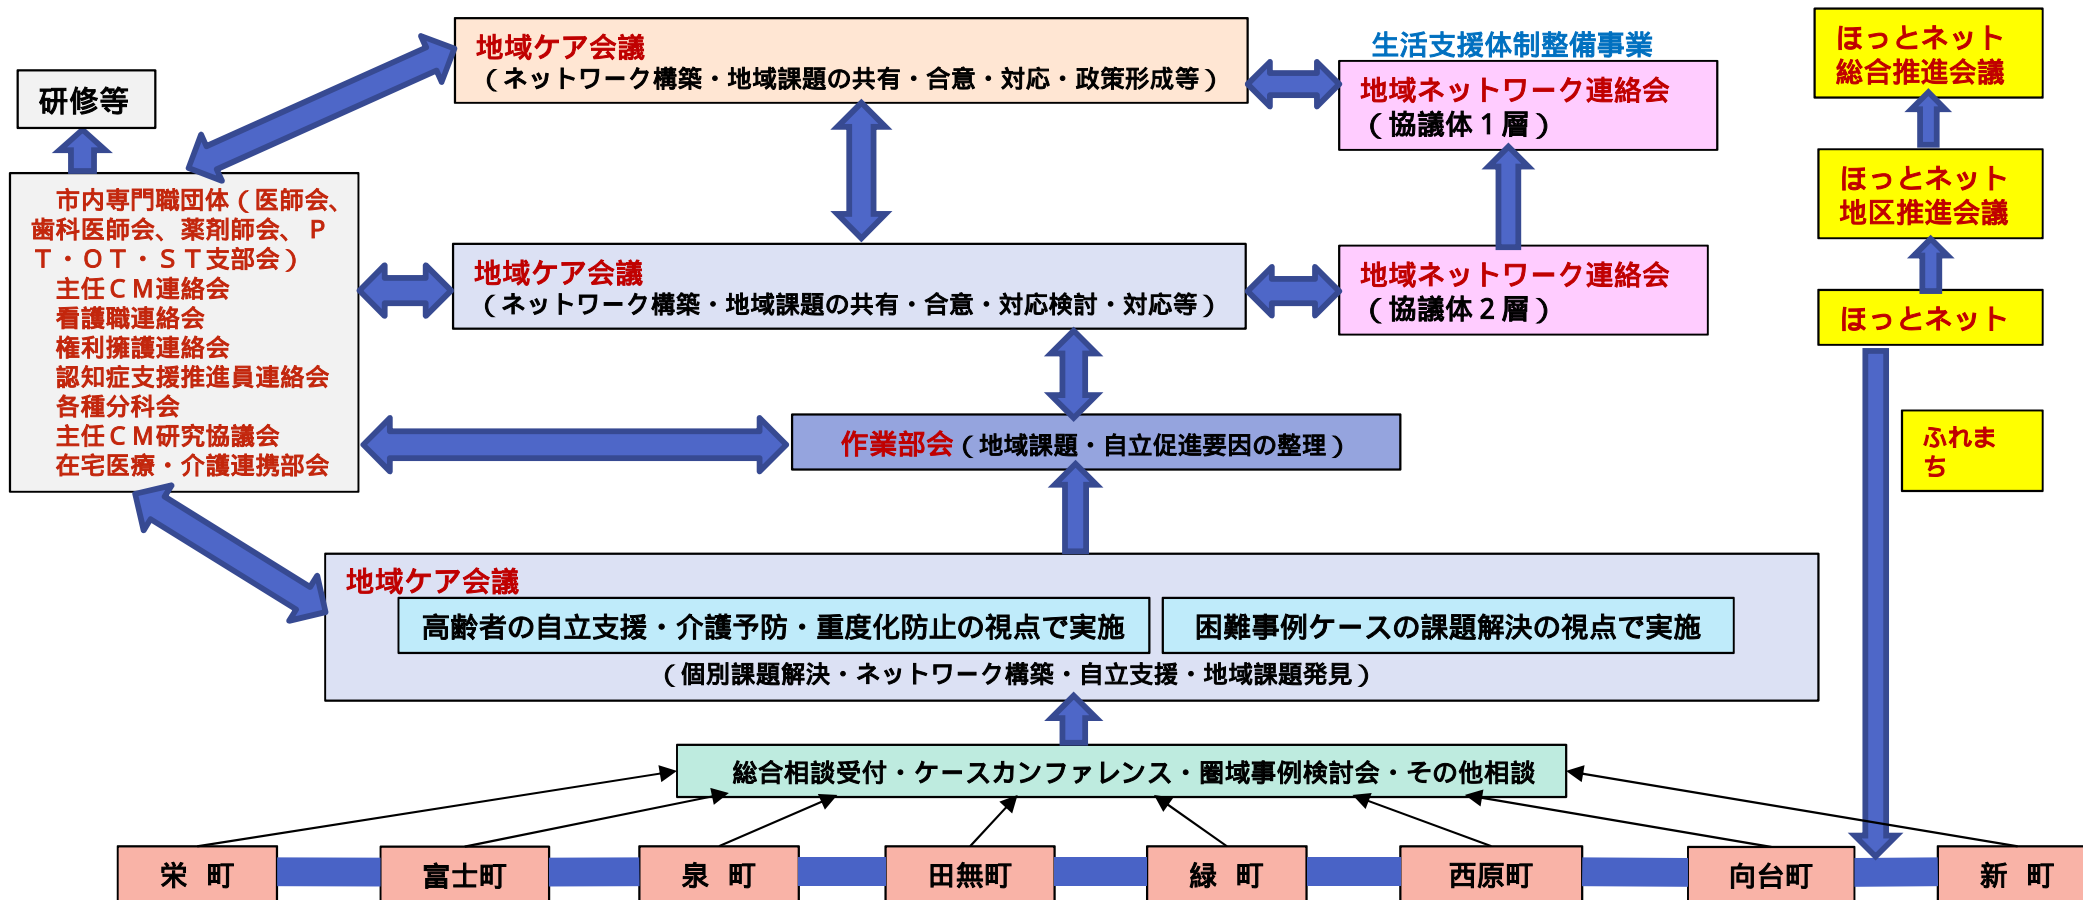 地域ケア会議
（ネットワーク構築・地域課題の共有・合意・対応・政策形成等）
生活支援体制整備事業
地域ネットワーク連絡会
（協議体１層）
ほっとネット
総合推進会議
研修等
ほっとネット
地区推進会議
市内専門職団体（医師会、
歯科医師会、薬剤師会、Ｐ
Ｔ・ＯＴ・ＳＴ支部会）
主任ＣＭ連絡会
看護職連絡会
権利擁護連絡会
認知症支援推進員連絡会
各種分科会
主任ＣＭ研究協議会
在宅医療・介護連携部会
地域ケア会議
（ネットワーク構築・地域課題の共有・合意・対応検討・対応等）
地域ネットワーク連絡会
（協議体２層）
ほっとネット
ふれま
ち
作業部会（地域課題・自立促進要因の整理）
地域ケア会議
高齢者の自立支援・介護予防・重度化防止の視点で実施
困難事例ケースの課題解決の視点で実施
（個別課題解決・ネットワーク構築・自立支援・地域課題発見）
総合相談受付・ケースカンファレンス・圏域事例検討会・その他相談
栄　町
富士町
泉　町
田無町
緑　町
西原町
向台町
新　町